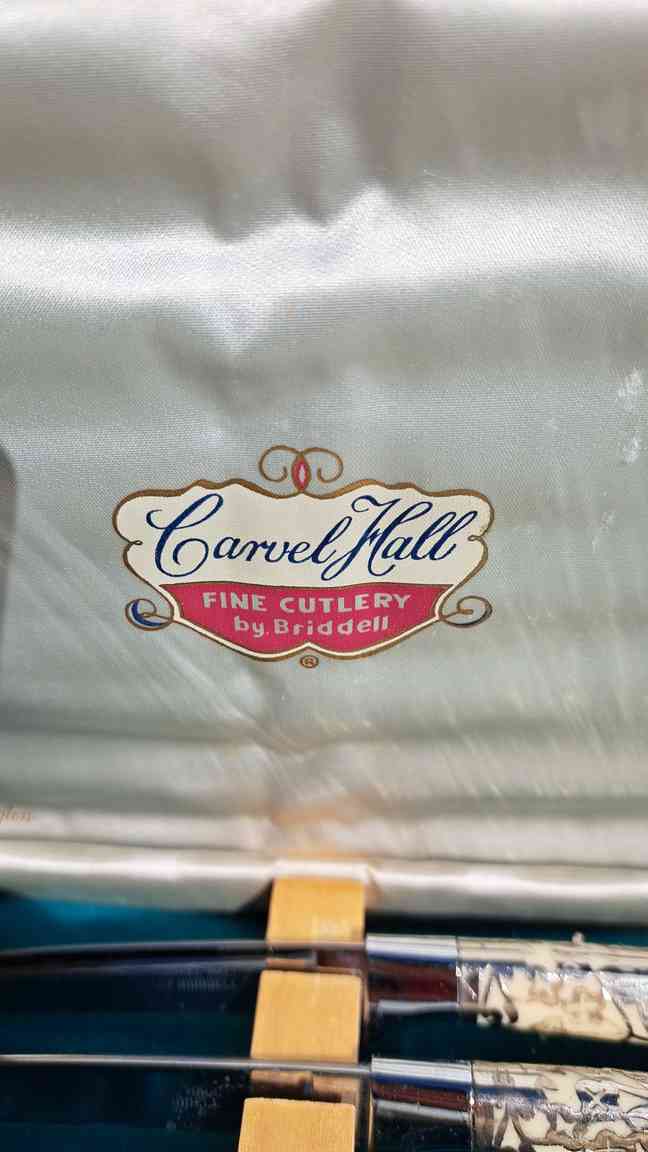 Carvel Hall
FINE CUTLERY
by Briddell
®